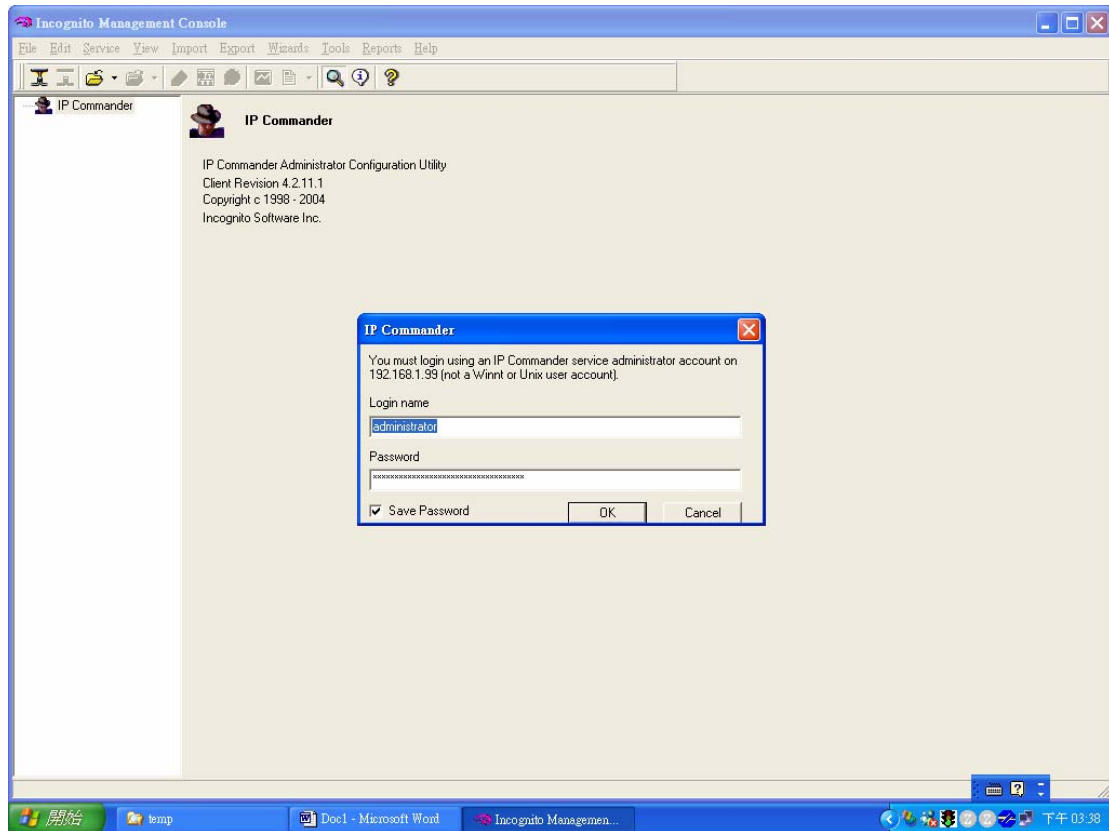 Incognito Management Console
File Edit Service View Import Export Wizards Tools Reports Help
IP Commander
IP Commander
IP Commander Administrator Configuration Utility
Client Revision 4.2.11.1
Copyright c 1998 - 2004
Incognito Software Inc.
IP Commander
You must login using an IP Commander service administrator account on
192.168.1.99 (not a Winnt or Unix user account).
Login name
administrator
Password
***********************************
Save Password
OK Cancel
開始 temp Doc1 - Microsoft Word Incognito Managemen... 下午 03:38